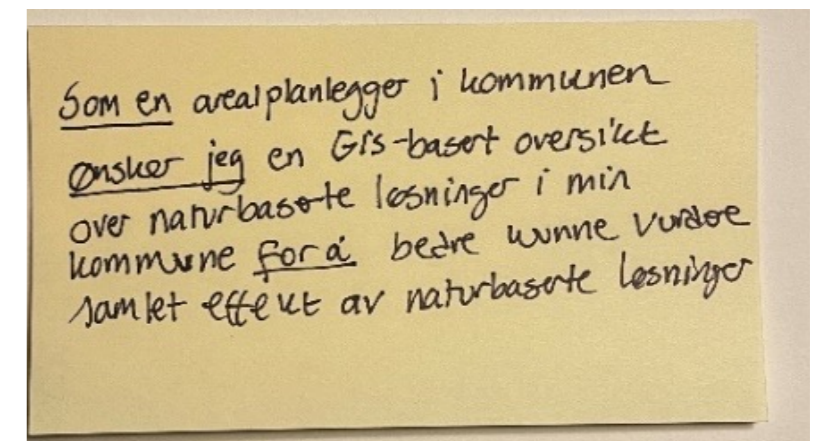 Som en arealplanlegger i kommunen
ønsker jeg en GIS-basert oversikt
over naturbaserte løsninger i min
kommune for å bedre kunne vurdere
samlet effekt av naturbaserte løsninger